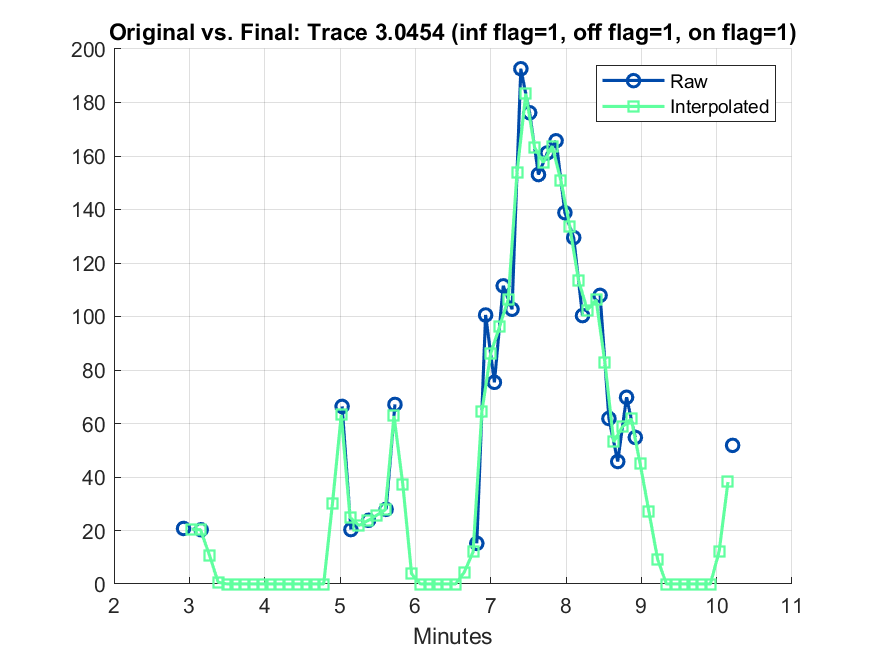 Original vs. Final: Trace 3.0454 (inf flag=1, off flag=1, on flag=1)
200
180
160
140
120
100
80
60
40
20
0
Raw
Interpolated
2 3 4 5 6 7 8 9 10 11
Minutes